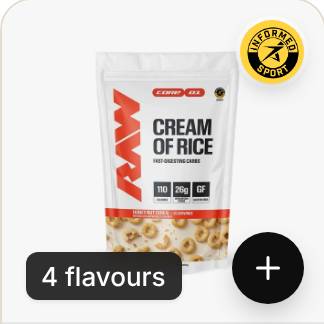 INFORMED
SPORT
CORE 01
RAW
CREAM
OF RICE
FAST-DIGESTING CARBS
110
26g
GF
4 flavours